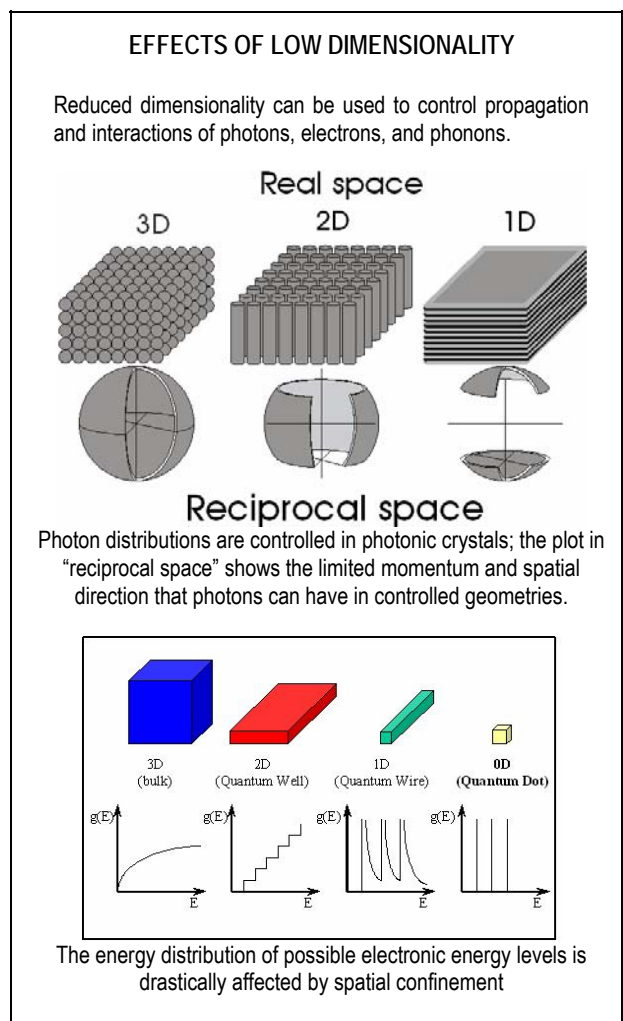 EFFECTS OF LOW DIMENSIONALITY
Reduced dimensionality can be used to control propagation
and interactions of photons, electrons, and phonons.
Real space
3D 2D 1D
Reciprocal space
Photon distributions are controlled in photonic crystals; the plot in
“reciprocal space” shows the limited momentum and spatial
direction that photons can have in controlled geometries.
3D 2D 1D 0D
(bulk) (Quantum Well) (Quantum Wire) (Quantum Dot)
g(E) g(E) g(E) g(E)
E E E E
The energy distribution of possible electronic energy levels is
drastically affected by spatial confinement